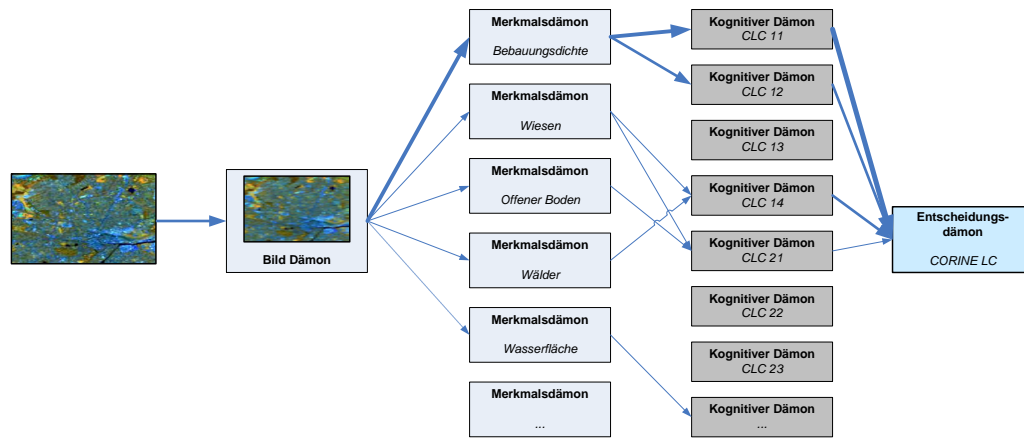 Bild Dämon
Merkmalsdämon
Bebauungsdichte
Merkmalsdämon
Wiesen
Merkmalsdämon
Offener Boden
Merkmalsdämon
Wälder
Merkmalsdämon
Wasserfläche
Merkmalsdämon
...
Kognitiver Dämon
CLC 11
Kognitiver Dämon
CLC 12
Kognitiver Dämon
CLC 13
Kognitiver Dämon
CLC 14
Kognitiver Dämon
CLC 21
Kognitiver Dämon
CLC 22
Kognitiver Dämon
CLC 23
Kognitiver Dämon
...
Entscheidungs-
dämon
CORINE LC